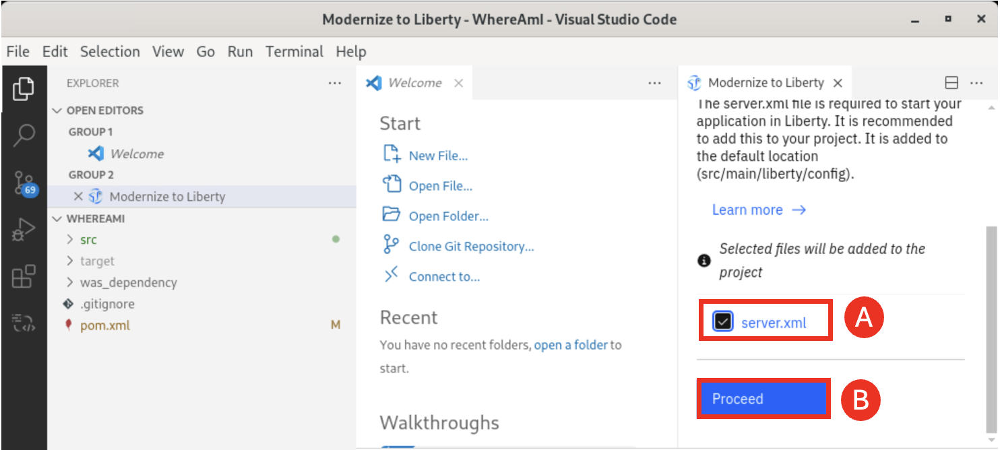 Modernize to Liberty - WhereAmI - Visual Studio Code
File Edit Selection View Go Run Terminal Help
EXPLORER
OPEN EDITORS
GROUP 1
Welcome
GROUP 2
Modernize to Liberty
WHEREAMI
src
target
was_dependency
.gitignore
pom.xml M
69
Welcome
Start
New File...
Open File...
Open Folder...
Clone Git Repository...
Connect to...
Recent
You have no recent folders, open a folder to
start.
Walkthroughs
Modernize to Liberty
The server.xml file is required to start your
application in Liberty. It is recommended
to add this to your project. It is added to
the default location
(src/main/liberty/config).
Learn more →
Selected files will be added to the
project
server.xml A
Proceed B